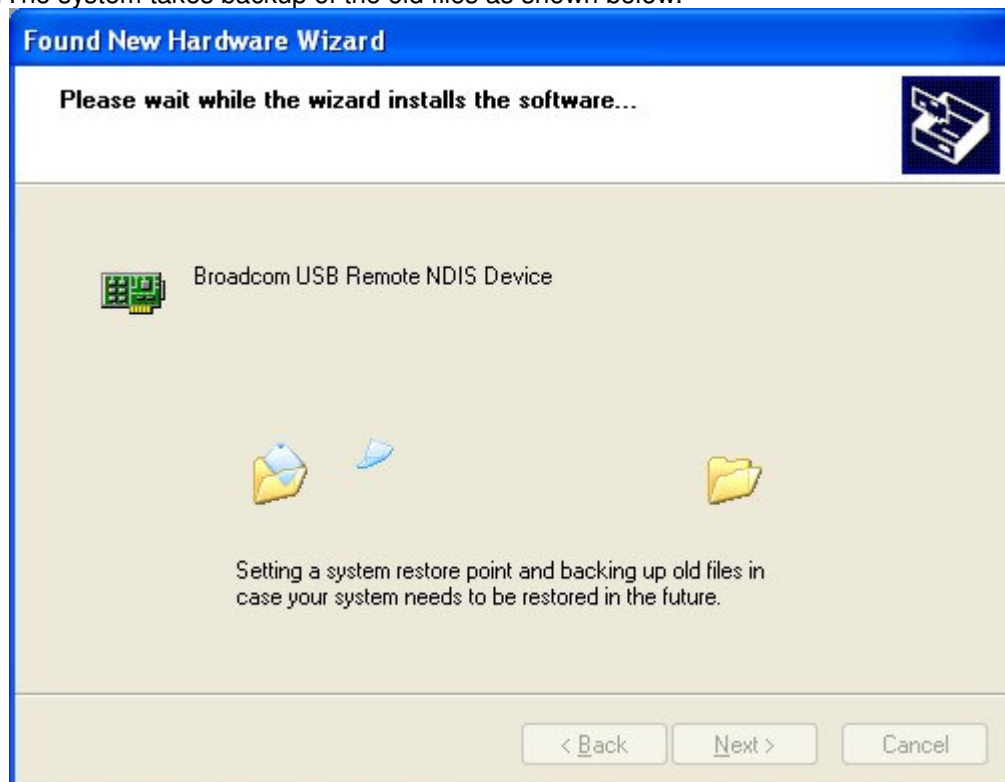 The system takes backup of the old files as shown below:
Found New Hardware Wizard
Please wait while the wizard installs the software...
Broadcom USB Remote NDIS Device
Setting a system restore point and backing up old files in
case your system needs to be restored in the future.
< Back Next > Cancel